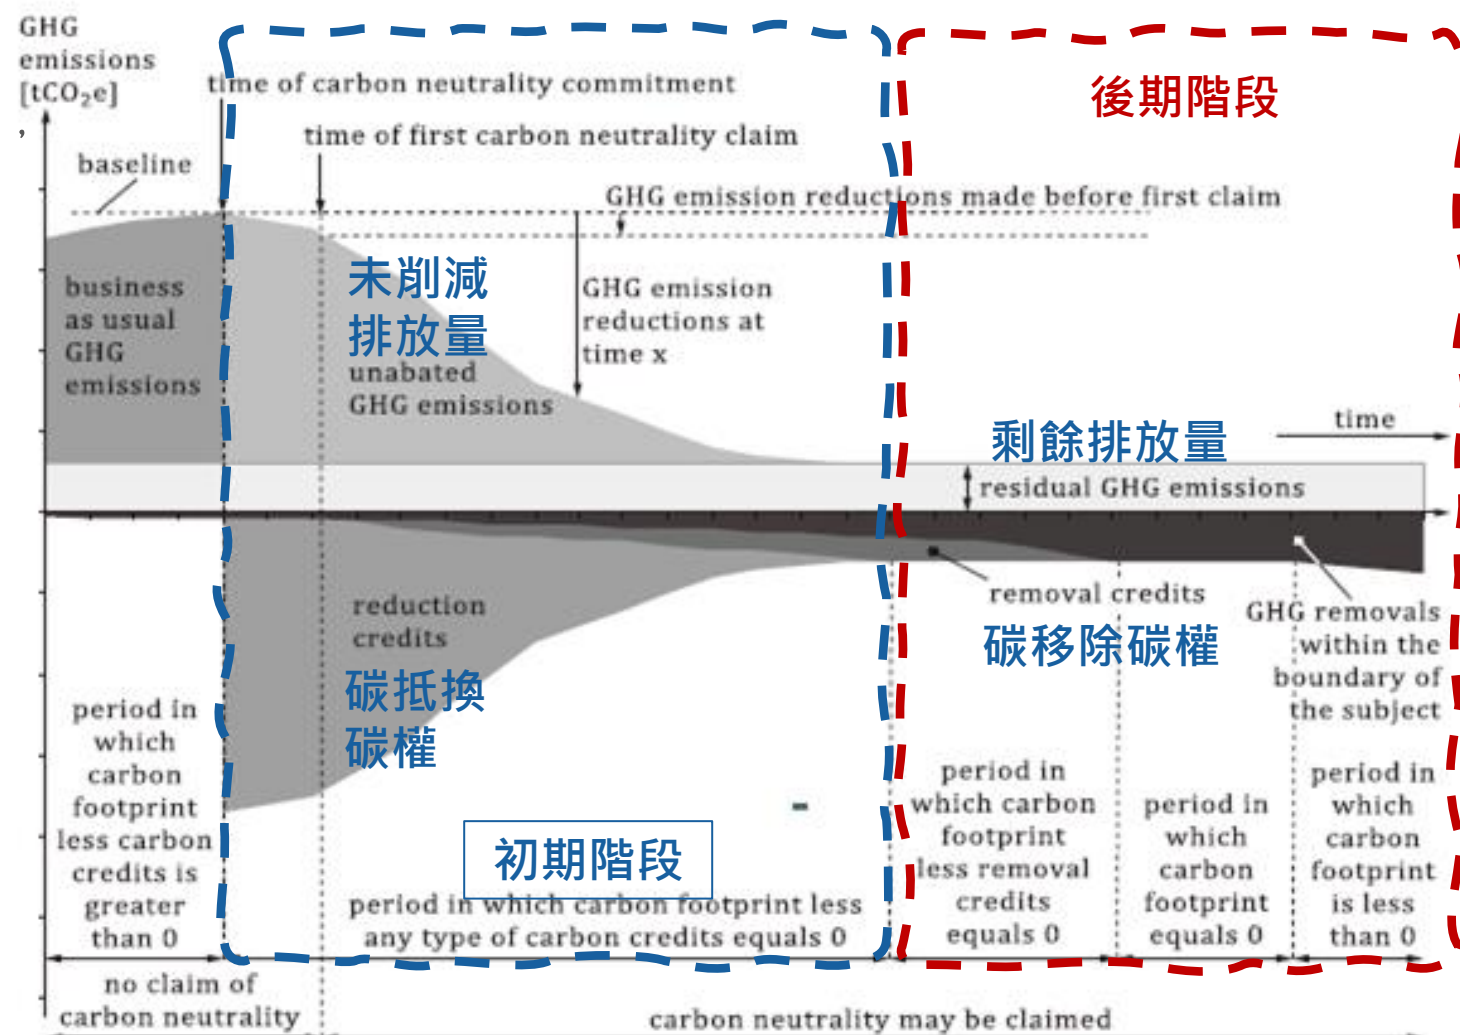 GHG
emissions
[tCO₂e]
,
time of carbon neutrality commitment
後期階段
time of first carbon neutrality claim
baseline
GHG emission reductions made before first claim
business
as usual
GHG
emissions
未削減
排放量
unabated
GHG emissions
GHG emission
reductions at
time x
time
剩餘排放量
residual GHG emissions
reduction
credits
碳抵換
碳權
removal credits
碳移除碳權
GHG removals
within the
boundary of
the subject
period in
which
carbon
footprint
less carbon
credits is
greater
than 0
初期階段
period in which carbon footprint less
any type of carbon credits equals 0
period in
which carbon
footprint
less removal
credits
equals 0
period in
which
carbon
footprint
equals 0
period in
which
carbon
footprint
is less
than 0
no claim of
carbon neutrality
carbon neutrality may be claimed